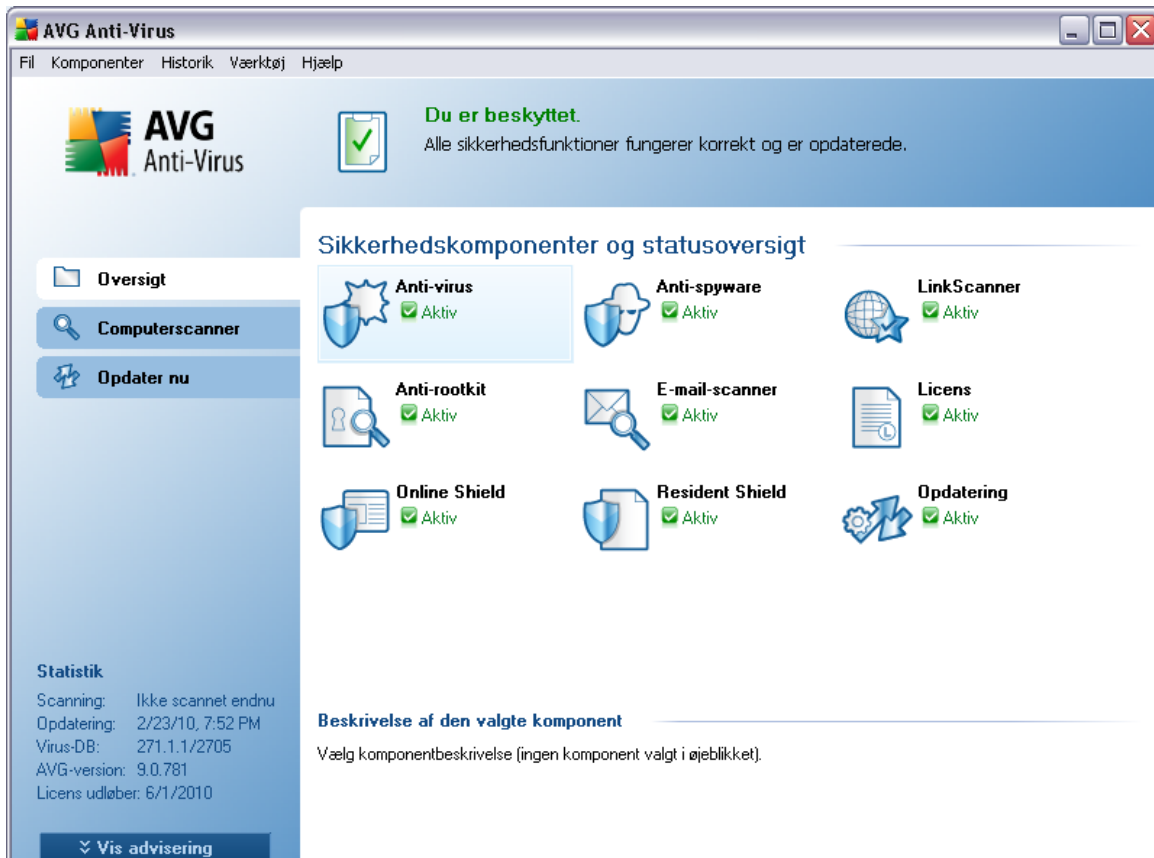 AVG Anti-Virus
Fil Komponenter Historik Værktøj Hjælp
AVG
Anti-Virus
Du er beskyttet.
Alle sikkerhedsfunktioner fungerer korrekt og er opdaterede.
Oversigt
Computerscanner
Opdater nu
Sikkerhedskomponenter og statusoversigt
Anti-virus
Aktiv
Anti-spyware
Aktiv
LinkScanner
Aktiv
Anti-rootkit
Aktiv
E-mail-scanner
Aktiv
Licens
Aktiv
Online Shield
Aktiv
Resident Shield
Aktiv
Opdatering
Aktiv
Statistik
Scanning: Ikke scannet endnu
Opdatering: 2/23/10, 7:52 PM
Virus-DB: 271.1.1/2705
AVG-version: 9.0.781
Licens udløber: 6/1/2010
Vis advisering
Beskrivelse af den valgte komponent
Vælg komponentbeskrivelse (ingen komponent valgt i øjeblikket).